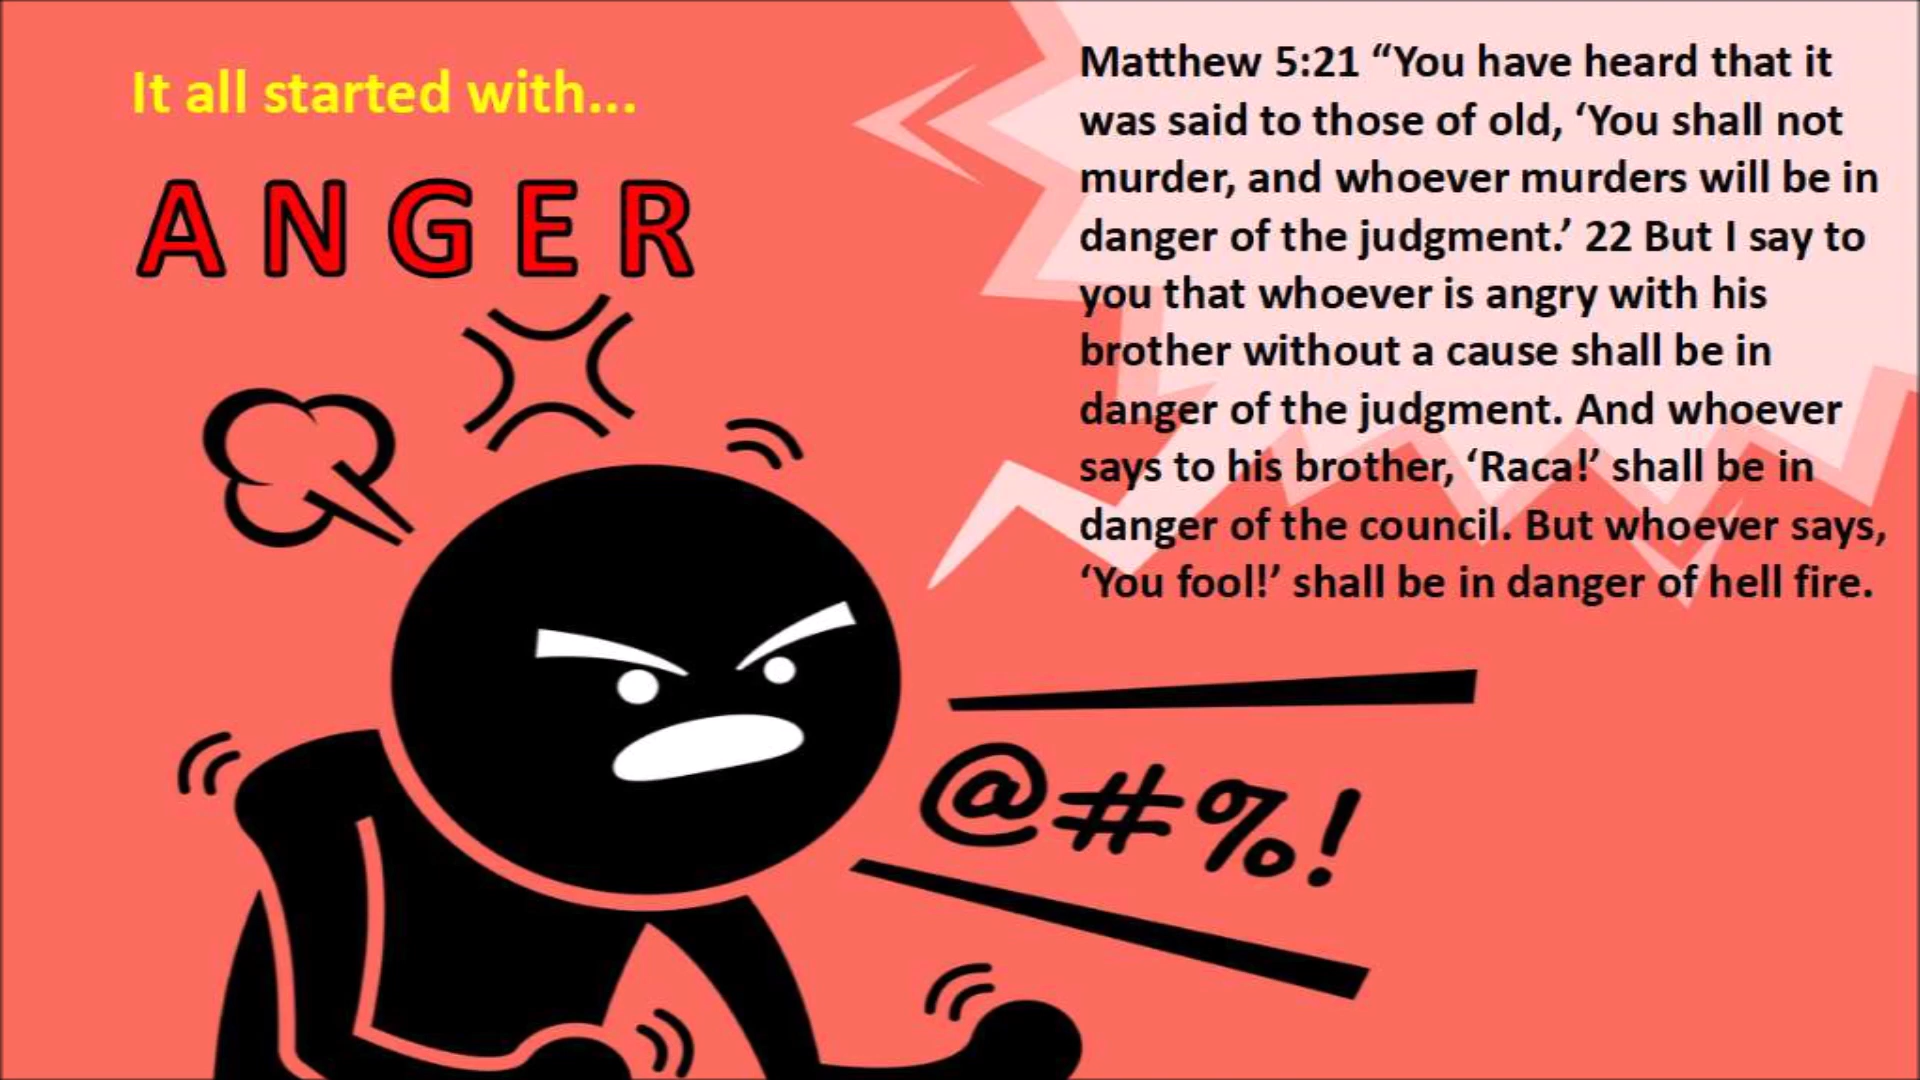 It all started with...
ANGER
Matthew 5:21 “You have heard that it
was said to those of old, ‘You shall not
murder, and whoever murders will be in
danger of the judgment.’ 22 But I say to
you that whoever is angry with his
brother without a cause shall be in
danger of the judgment. And whoever
says to his brother, ‘Raca!’ shall be in
danger of the council. But whoever says,
‘You fool!’ shall be in danger of hell fire.
@#%!